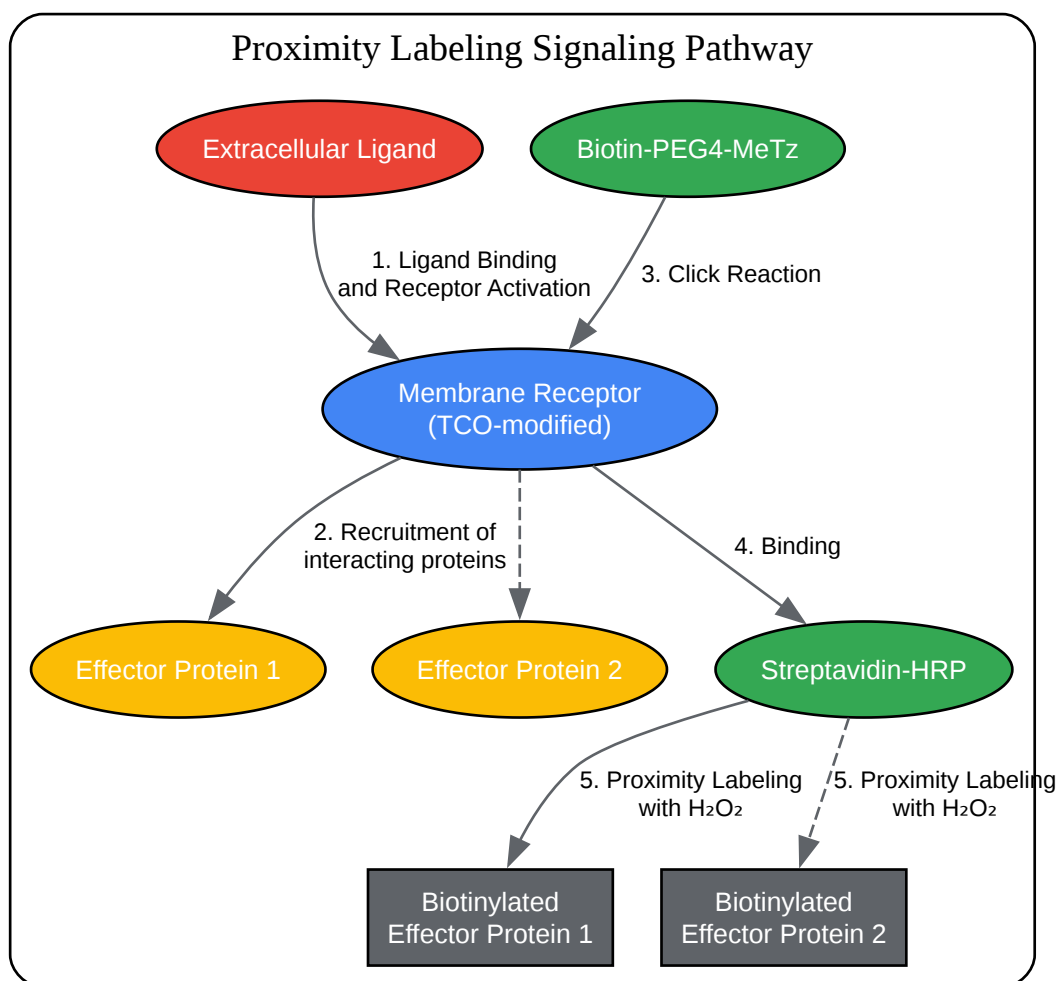 Proximity Labeling Signaling Pathway
Extracellular Ligand
Biotin-PEG4-MeTz
1. Ligand Binding
and Receptor Activation
3. Click Reaction
Membrane Receptor
(TCO-modified)
2. Recruitment of
interacting proteins
4. Binding
Effector Protein 1
Effector Protein 2
Streptavidin-HRP
5. Proximity Labeling
with H₂O₂
5. Proximity Labeling
with H₂O₂
Biotinylated
Effector Protein 1
Biotinylated
Effector Protein 2